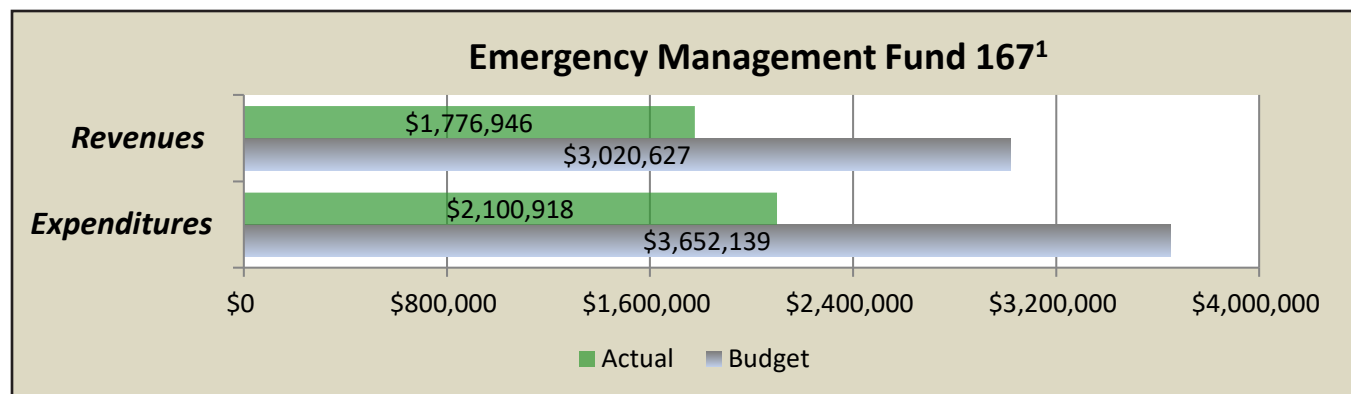 Emergency Management Fund 167¹
Revenues
$1,776,946
$3,020,627
Expenditures
$2,100,918
$3,652,139
$0 $800,000 $1,600,000 $2,400,000 $3,200,000 $4,000,000
Actual Budget